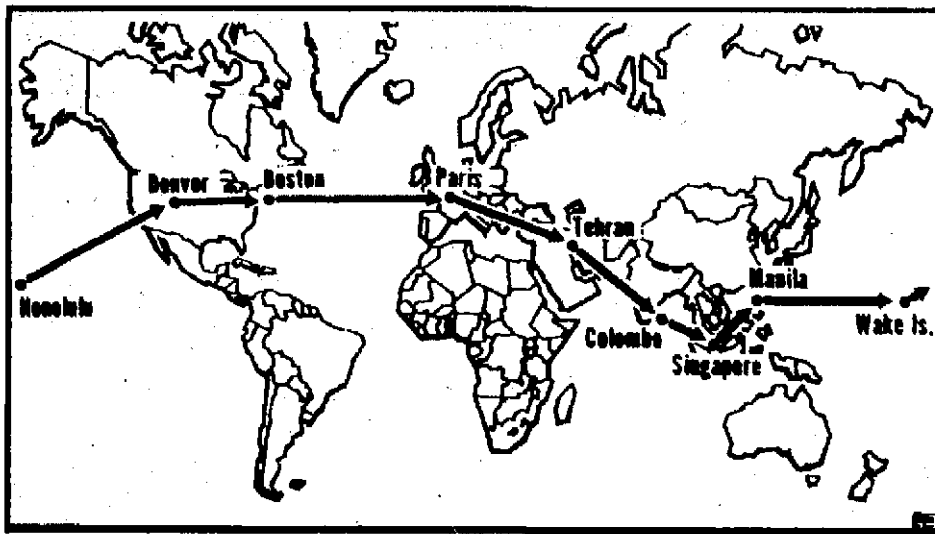 Honolulu
Denver
Boston
Paris
Tehran
Colombo
Singapore
Manila
Wake Is.